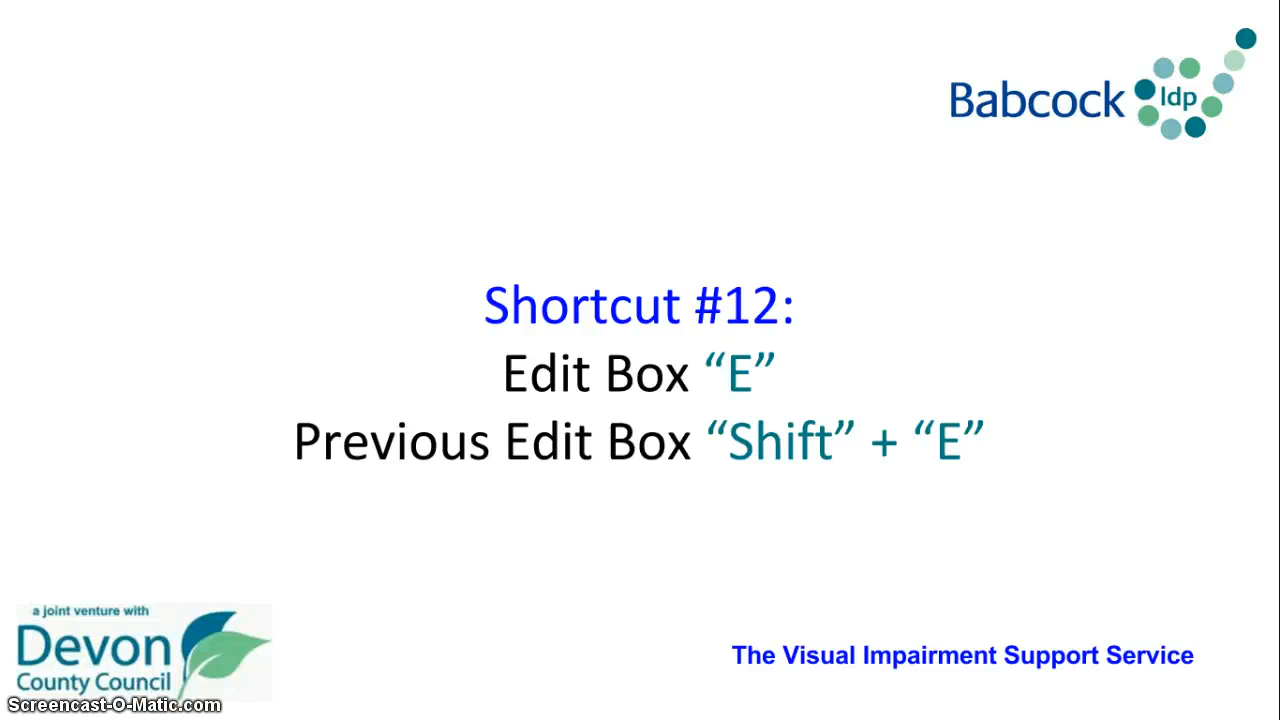 Babcock ldp
Shortcut #12:
Edit Box “E”
Previous Edit Box “Shift” + “E”
a joint venture with
Devon
County Council
The Visual Impairment Support Service
Screencast-O-Matic.com